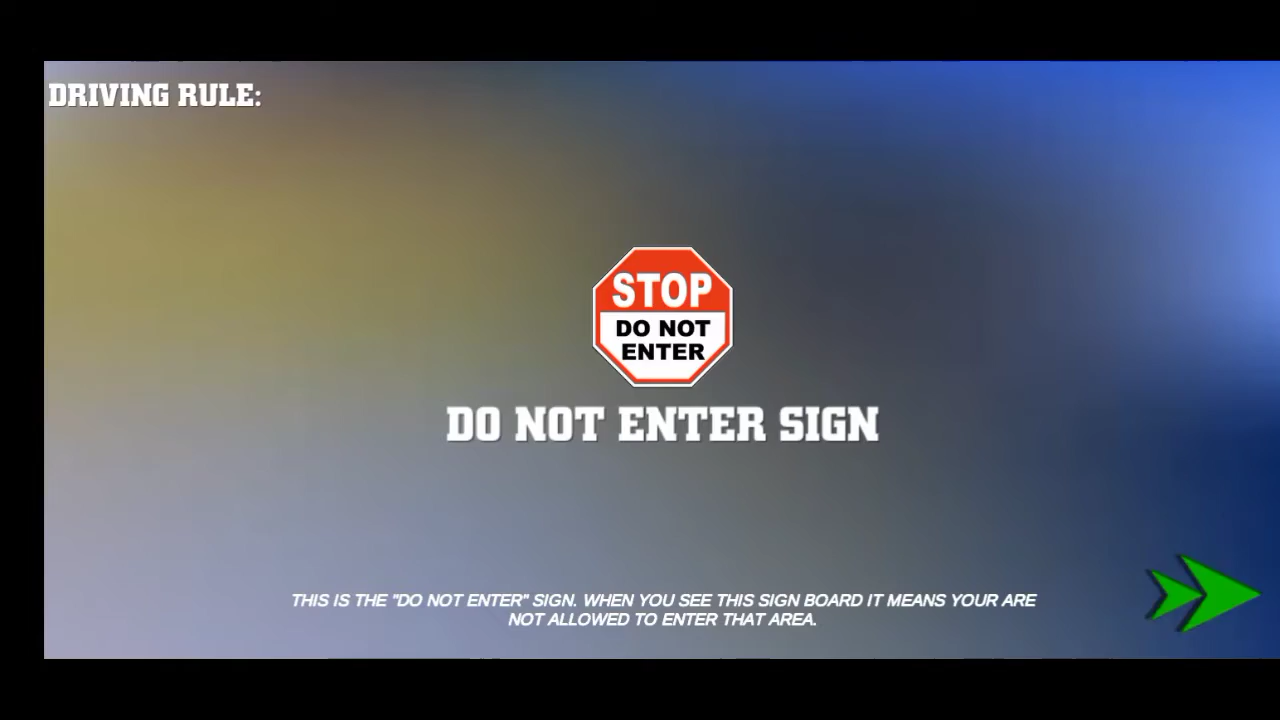 DRIVING RULE:
STOP
DO NOT
ENTER
DO NOT ENTER SIGN
THIS IS THE "DO NOT ENTER" SIGN. WHEN YOU SEE THIS SIGN BOARD IT MEANS YOUR ARE
NOT ALLOWED TO ENTER THAT AREA.